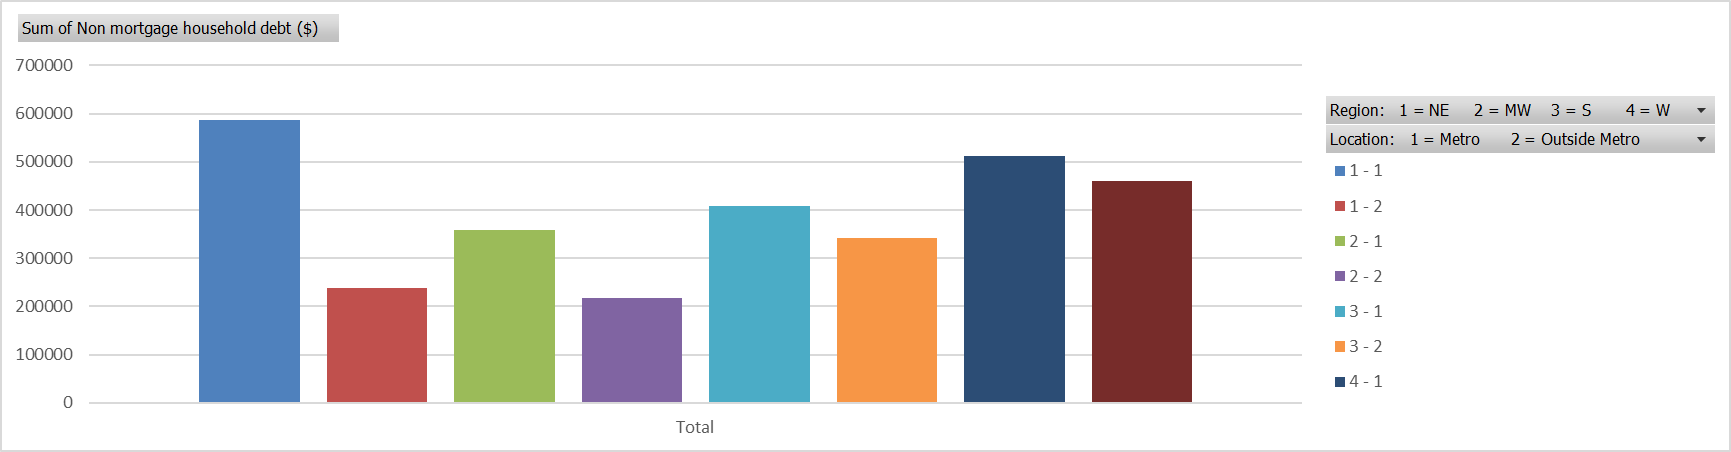 Sum of Non mortgage household debt ($)
700000
600000
500000
400000
300000
200000
100000
0
Total
Region: 1 = NE 2 = MW 3 = S 4 = W
Location: 1 = Metro 2 = Outside Metro
1 - 1
1 - 2
2 - 1
2 - 2
3 - 1
3 - 2
4 - 1